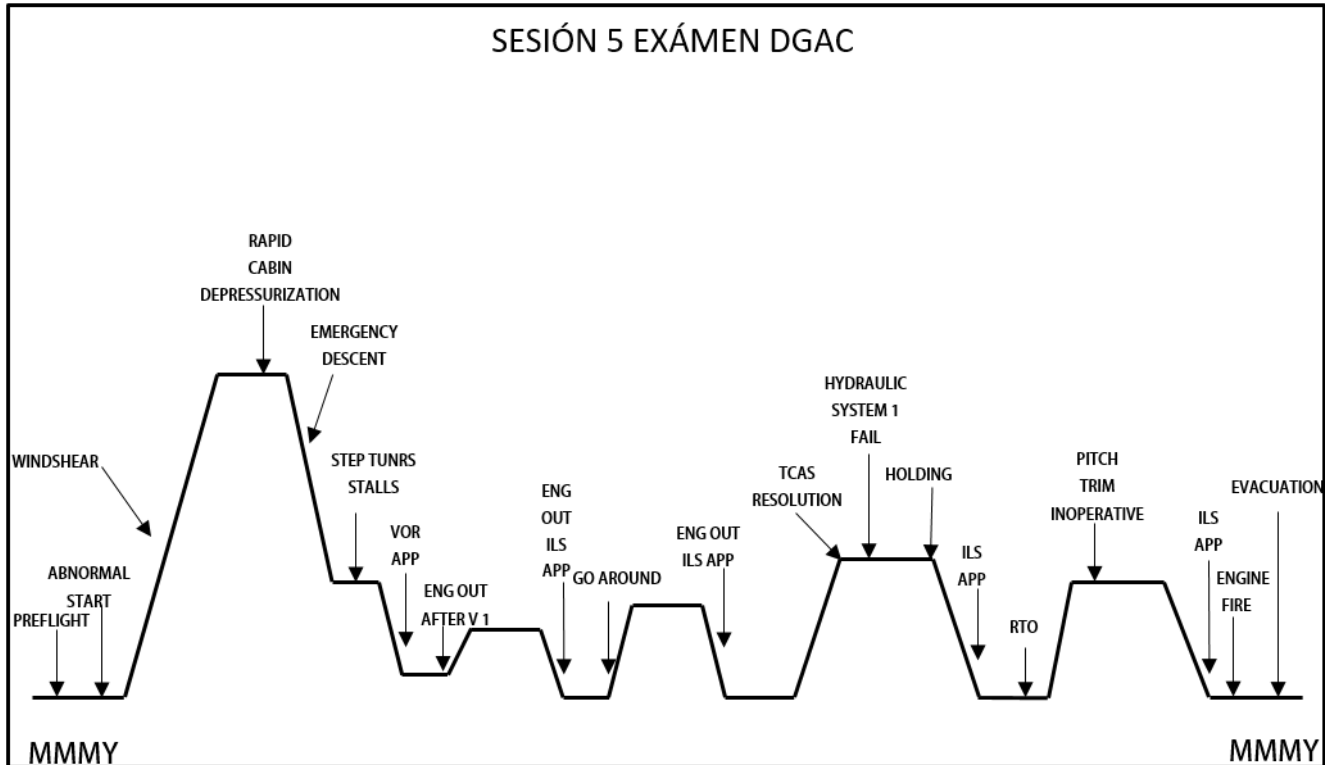 SESIÓN 5 EXÁMEN DGAC
RAPID
CABIN
DEPRESSURIZATION
EMERGENCY
DESCENT
WINDSHEAR
STEP TUNRS
STALLS
VOR
APP
ABNORMAL
START
PREFLIGHT
ENG OUT
AFTER V 1
ENG
OUT
ILS
APP
GO AROUND
ENG OUT
ILS APP
TCAS
RESOLUTION
HYDRAULIC
SYSTEM 1
FAIL
HOLDING
ILS
APP
RTO
PITCH
TRIM
INOPERATIVE
ILS
APP
ENGINE
FIRE
EVACUATION
MMMY
MMMY